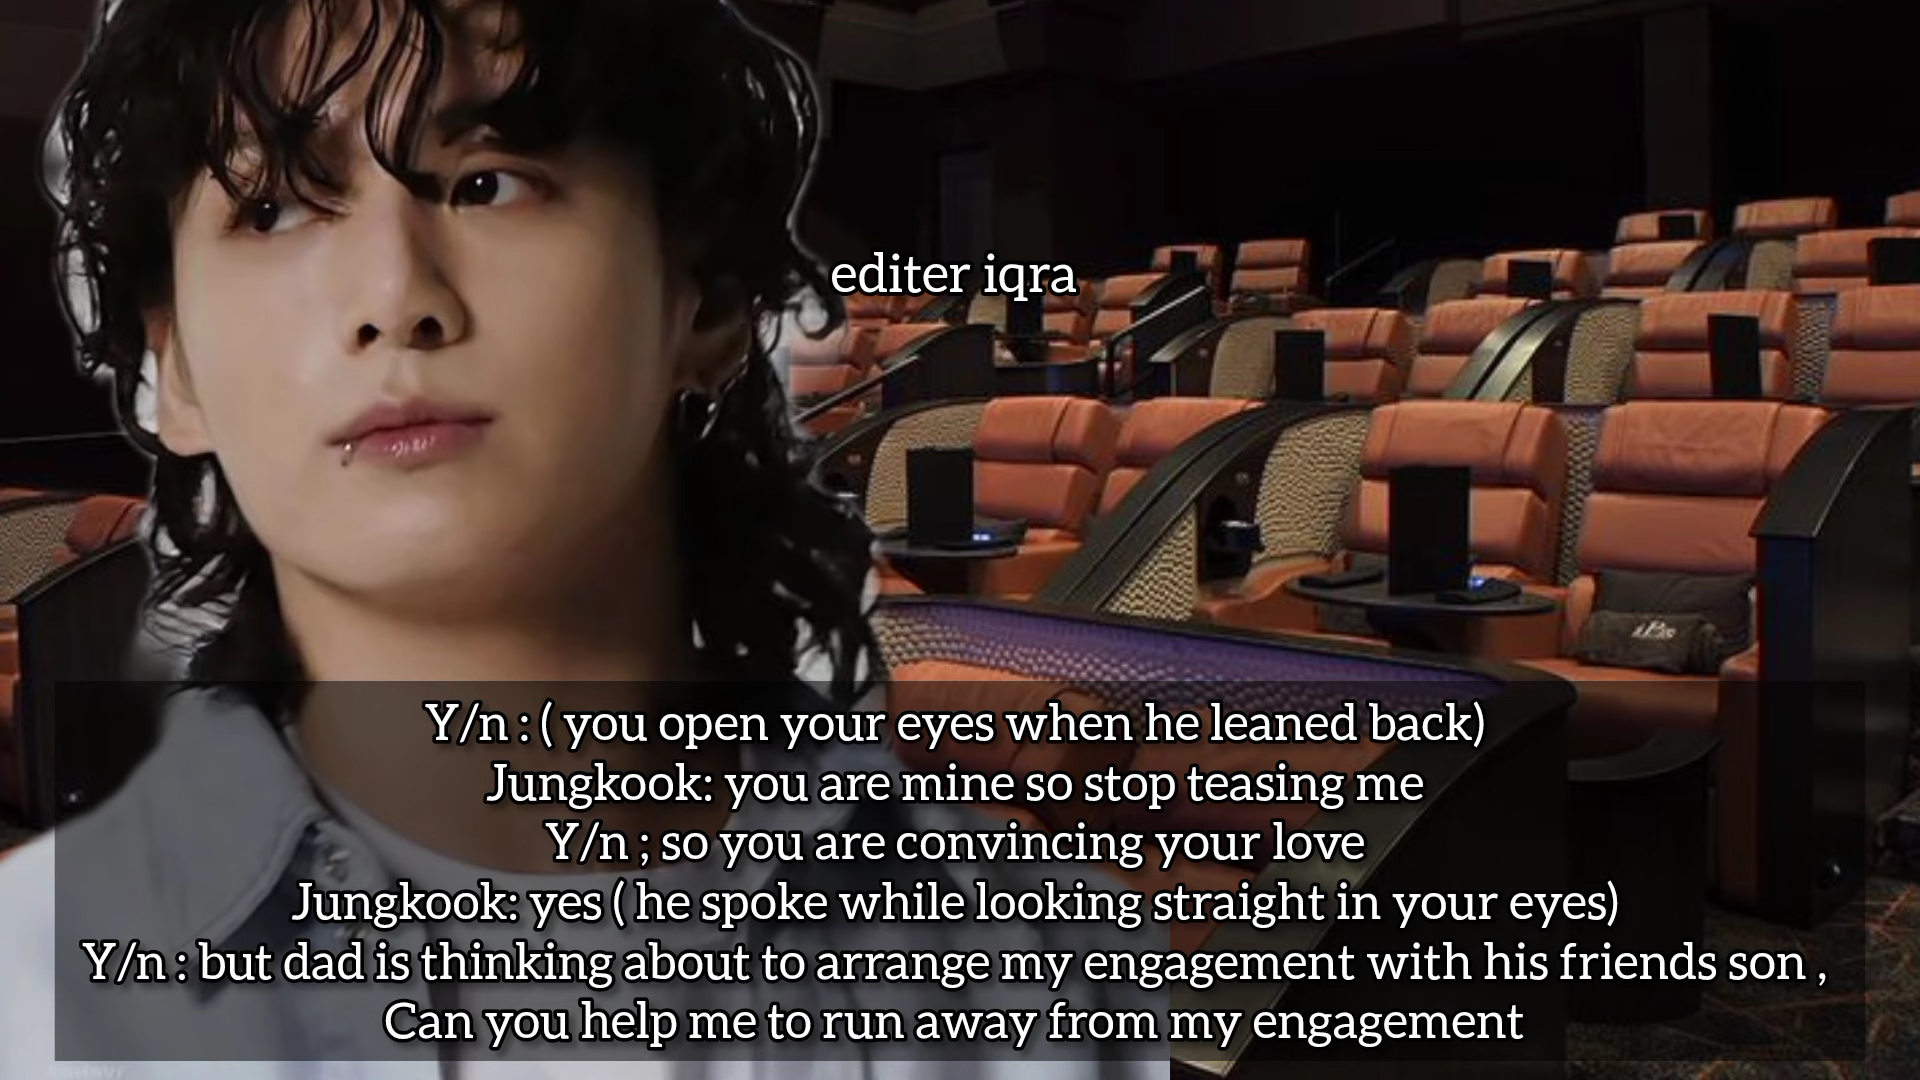 editer iqra
Y/n : ( you open your eyes when he leaned back)
Jungkook: you are mine so stop teasing me
Y/n ; so you are convincing your love
Jungkook: yes ( he spoke while looking straight in your eyes)
Y/n : but dad is thinking about to arrange my engagement with his friends son ,
Can you help me to run away from my engagement